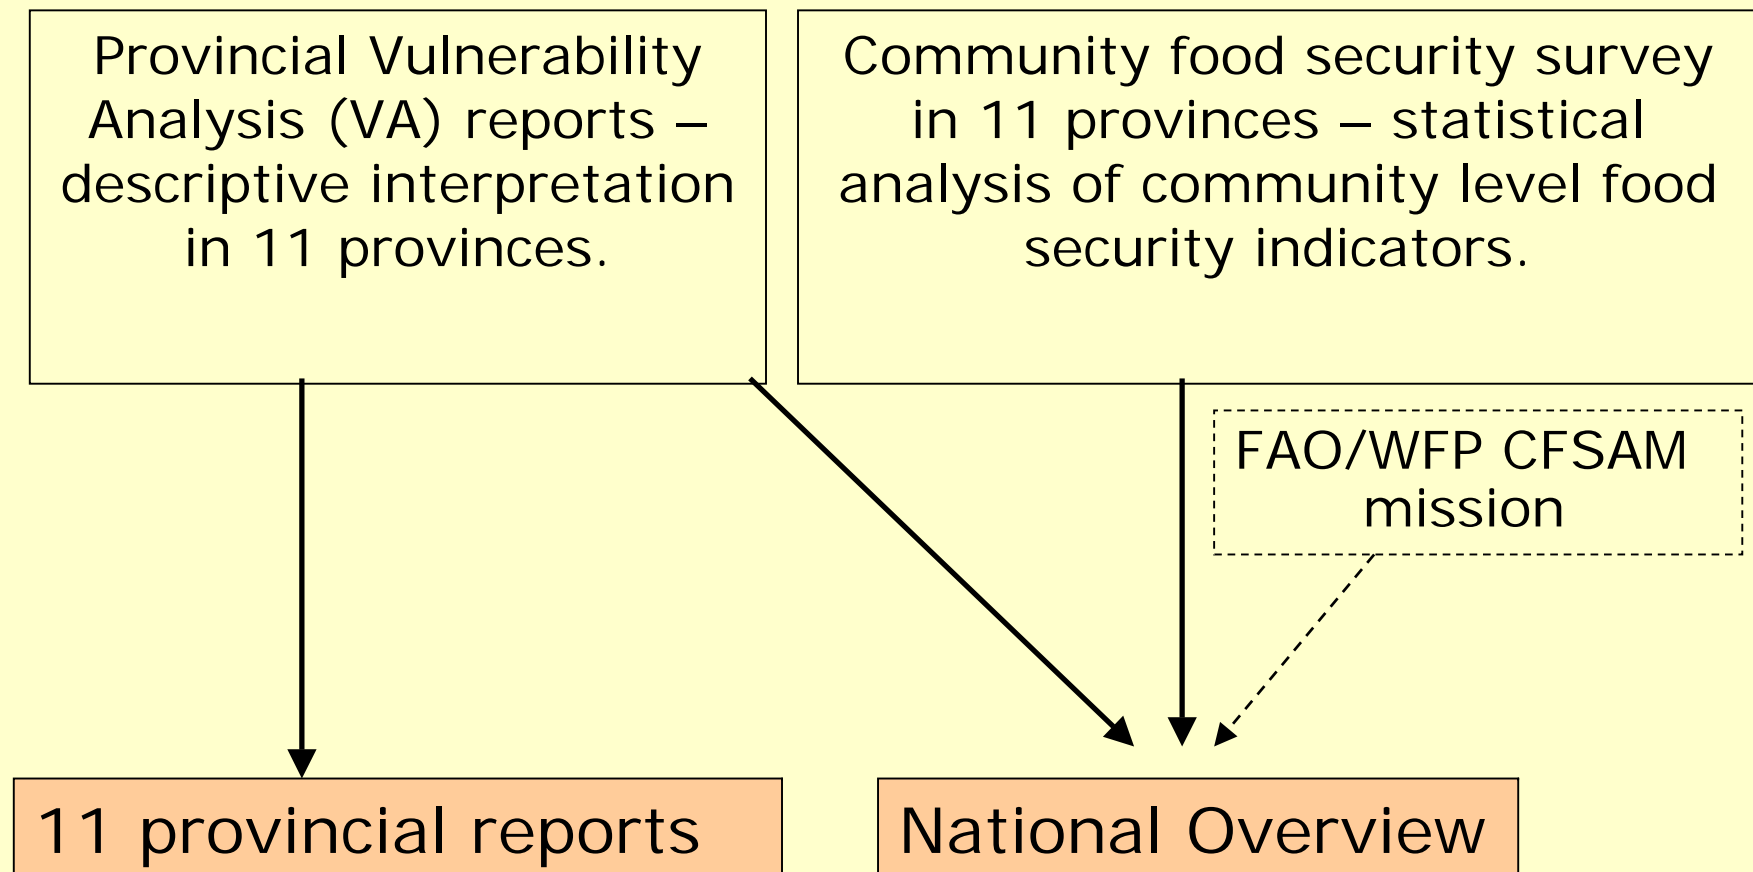 Provincial Vulnerability
Analysis (VA) reports –
descriptive interpretation
in 11 provinces.
Community food security survey
in 11 provinces – statistical
analysis of community level food
security indicators.
FAO/WFP CFSAM
mission
11 provincial reports
National Overview